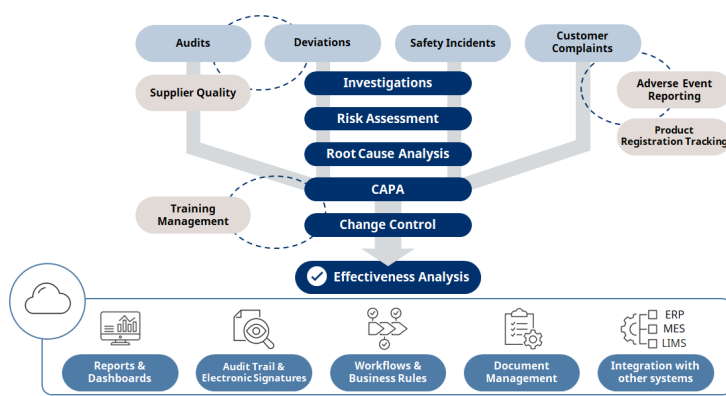 Audits
Deviations
Safety Incidents
Customer
Complaints
Supplier Quality
Investigations
Adverse Event
Reporting
Risk Assessment
Product
Registration Tracking
Root Cause Analysis
CAPA
Training
Management
Change Control
Effectiveness Analysis
ERP
MES
LIMS
Reports &
Dashboards
Audit Trail &
Electronic Signatures
Workflows &
Business Rules
Document
Management
Integration with
other systems